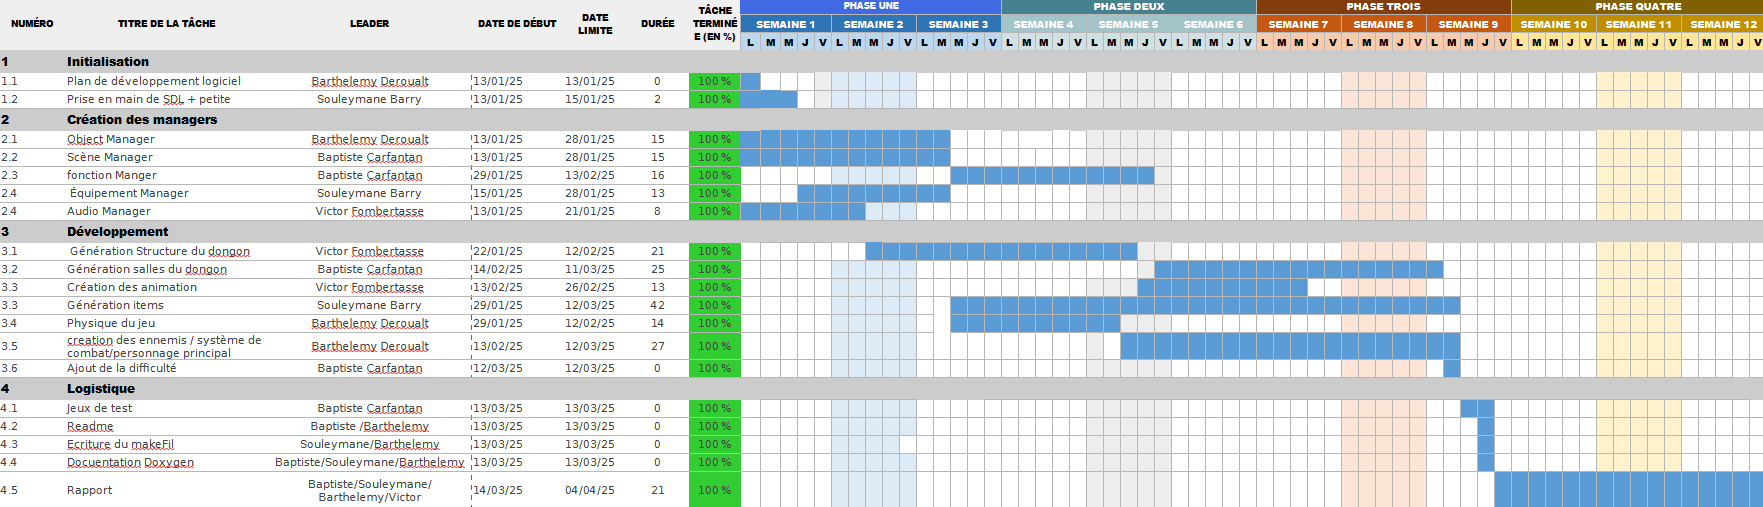 PHASE UNE PHASE DEUX PHASE TROIS PHASE QUATRE
NUMÉRO TITRE DE LA TÂCHE LEADER DATE DE DÉBUT DATE LIMITE DURÉE TÂCHE TERMINÉ E (EN %)
SEMAINE 1 SEMAINE 2 SEMAINE 3 SEMAINE 4 SEMAINE 5 SEMAINE 6 SEMAINE 7 SEMAINE 8 SEMAINE 9 SEMAINE 10 SEMAINE 11 SEMAINE 12
L M M J V L M M J V L M M J V L M M J V L M M J V L M M J V L M M J V L M M J V L M M J V L M M J V L M M J V L M M J V
1 Initialisation
1.1 Plan de développement logiciel Barthelemy Deroualt 13/01/25 13/01/25 0 100 %
1.2 Prise en main de SDL + petite Souleymane Barry 13/01/25 15/01/25 2 100 %
2 Création des managers
2.1 Object Manager Barthelemy Deroualt 13/01/25 28/01/25 15 100 %
2.2 Scène Manager Baptiste Carfantan 13/01/25 28/01/25 15 100 %
2.3 fonction Manger Baptiste Carfantan 29/01/25 13/02/25 16 100 %
2.4 Équipement Manager Souleymane Barry 15/01/25 28/01/25 13 100 %
2.4 Audio Manager Victor Fombertasse 13/01/25 21/01/25 8 100 %
3 Développement
3.1 Génération Structure du dongon Victor Fombertasse 22/01/25 12/02/25 21 100 %
3.2 Génération salles du dongon Baptiste Carfantan 14/02/25 11/03/25 25 100 %
3.3 Création des animation Victor Fombertasse 13/02/25 26/02/25 13 100 %
3.3 Génération items Souleymane Barry 29/01/25 12/03/25 42 100 %
3.4 Physique du jeu Barthelemy Deroualt 29/01/25 12/02/25 14 100 %
3.5 creation des ennemis / système de combat/personnage principal Barthelemy Deroualt 13/02/25 12/03/25 27 100 %
3.6 Ajout de la difficulté Baptiste Carfantan 12/03/25 12/03/25 0 100 %
4 Logistique
4.1 Jeux de test Baptiste Carfantan 13/03/25 13/03/25 0 100 %
4.2 Readme Baptiste /Barthelemy 13/03/25 13/03/25 0 100 %
4.3 Ecriture du makeFil Souleymane/Barthelemy 13/03/25 13/03/25 0 100 %
4.4 Docuentation Doxygen Baptiste/Souleymane/Barthelemy 13/03/25 13/03/25 0 100 %
4.5 Rapport Baptiste/Souleymane/ Barthelemy/Victor 14/03/25 04/04/25 21 100 %